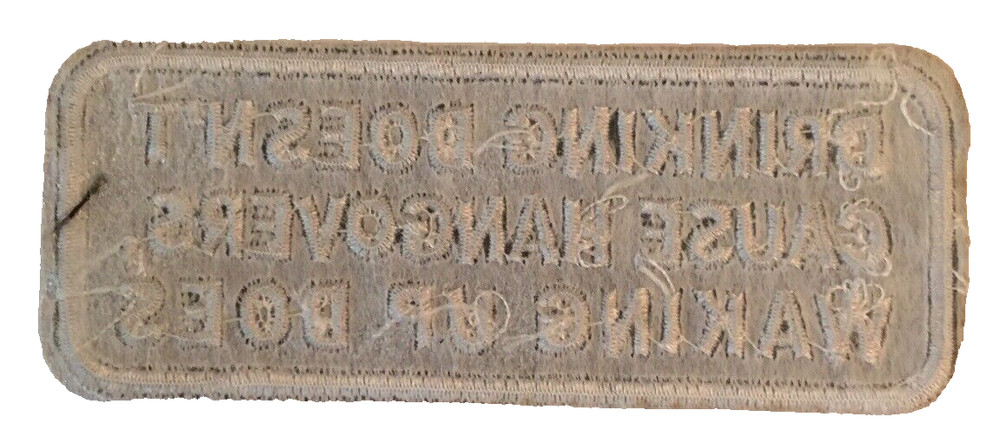 DRINKING DOESN'T
CAUSE HANGOVERS
WAKING UP DOES